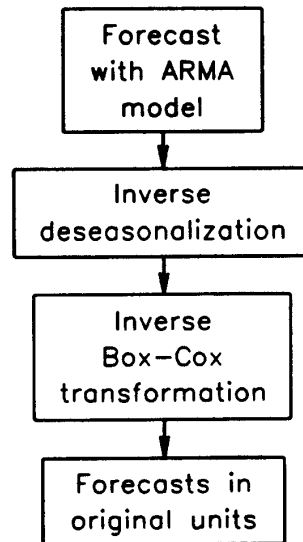 Forecast
with ARMA
model
Inverse
deseasonalization
Inverse
Box-Cox
transformation
Forecasts in
original units